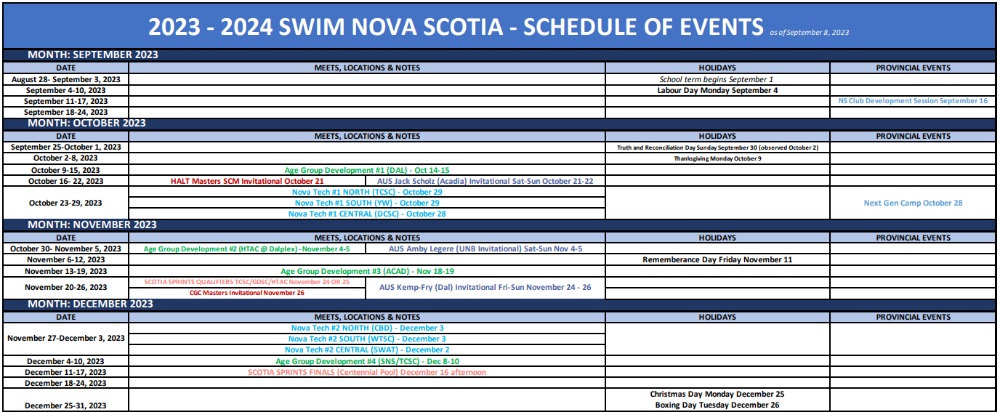 2023 - 2024 SWIM NOVA SCOTIA - SCHEDULE OF EVENTS as of September 8, 2023
MONTH: SEPTEMBER 2023
DATE MEETS, LOCATIONS & NOTES HOLIDAYS PROVINCIAL EVENTS
August 28- September 3, 2023 School term begins September 1
September 4-10, 2023 Labour Day Monday September 4
September 11-17, 2023 NS Club Development Session September 16
September 18-24, 2023
MONTH: OCTOBER 2023
DATE MEETS, LOCATIONS & NOTES HOLIDAYS PROVINCIAL EVENTS
September 25-October 1, 2023 Truth and Reconciliation Day Sunday September 30 (observed October 2)
October 2-8, 2023 Thanksgiving Monday October 9
October 9-15, 2023 Age Group Development #1 (DAL) - Oct 14-15
October 16- 22, 2023 HALT Masters SCM Invitational October 21 AUS Jack Scholz (Acadia) Invitational Sat-Sun October 21-22
Nova Tech #1 NORTH (TCSC) - October 29
October 23-29, 2023 Nova Tech #1 SOUTH (YW) - October 29 Next Gen Camp October 28
Nova Tech #1 CENTRAL (DCSC) - October 28
MONTH: NOVEMBER 2023
DATE MEETS, LOCATIONS & NOTES HOLIDAYS PROVINCIAL EVENTS
October 30- November 5, 2023 Age Group Development #2 (HTAC @ Dalplex) - November 4-5 AUS Amby Legere (UNB Invitational) Sat-Sun Nov 4-5
November 6-12, 2023 Rememberance Day Friday November 11
November 13-19, 2023 Age Group Development #3 (ACAD) - Nov 18-19
SCOTIA SPRINTS QUALIFIERS TCSC/GDSC/HTAC November 24 OR 25
November 20-26, 2023 AUS Kemp-Fry (Dal) Invitational Fri-Sun November 24 - 26
CGC Masters Invitational November 26
MONTH: DECEMBER 2023
DATE MEETS, LOCATIONS & NOTES HOLIDAYS PROVINCIAL EVENTS
Nova Tech #2 NORTH (CBD) - December 3
November 27-December 3, 2023 Nova Tech #2 SOUTH (WTSC) - December 3
Nova Tech #2 CENTRAL (SWAT) - December 2
December 4-10, 2023 Age Group Development #4 (SNS/TCSC) - Dec 8-10
December 11-17, 2023 SCOTIA SPRINTS FINALS (Centennial Pool) December 16 afternoon
December 18-24, 2023
Christmas Day Monday December 25
December 25-31, 2023 Boxing Day Tuesday December 26